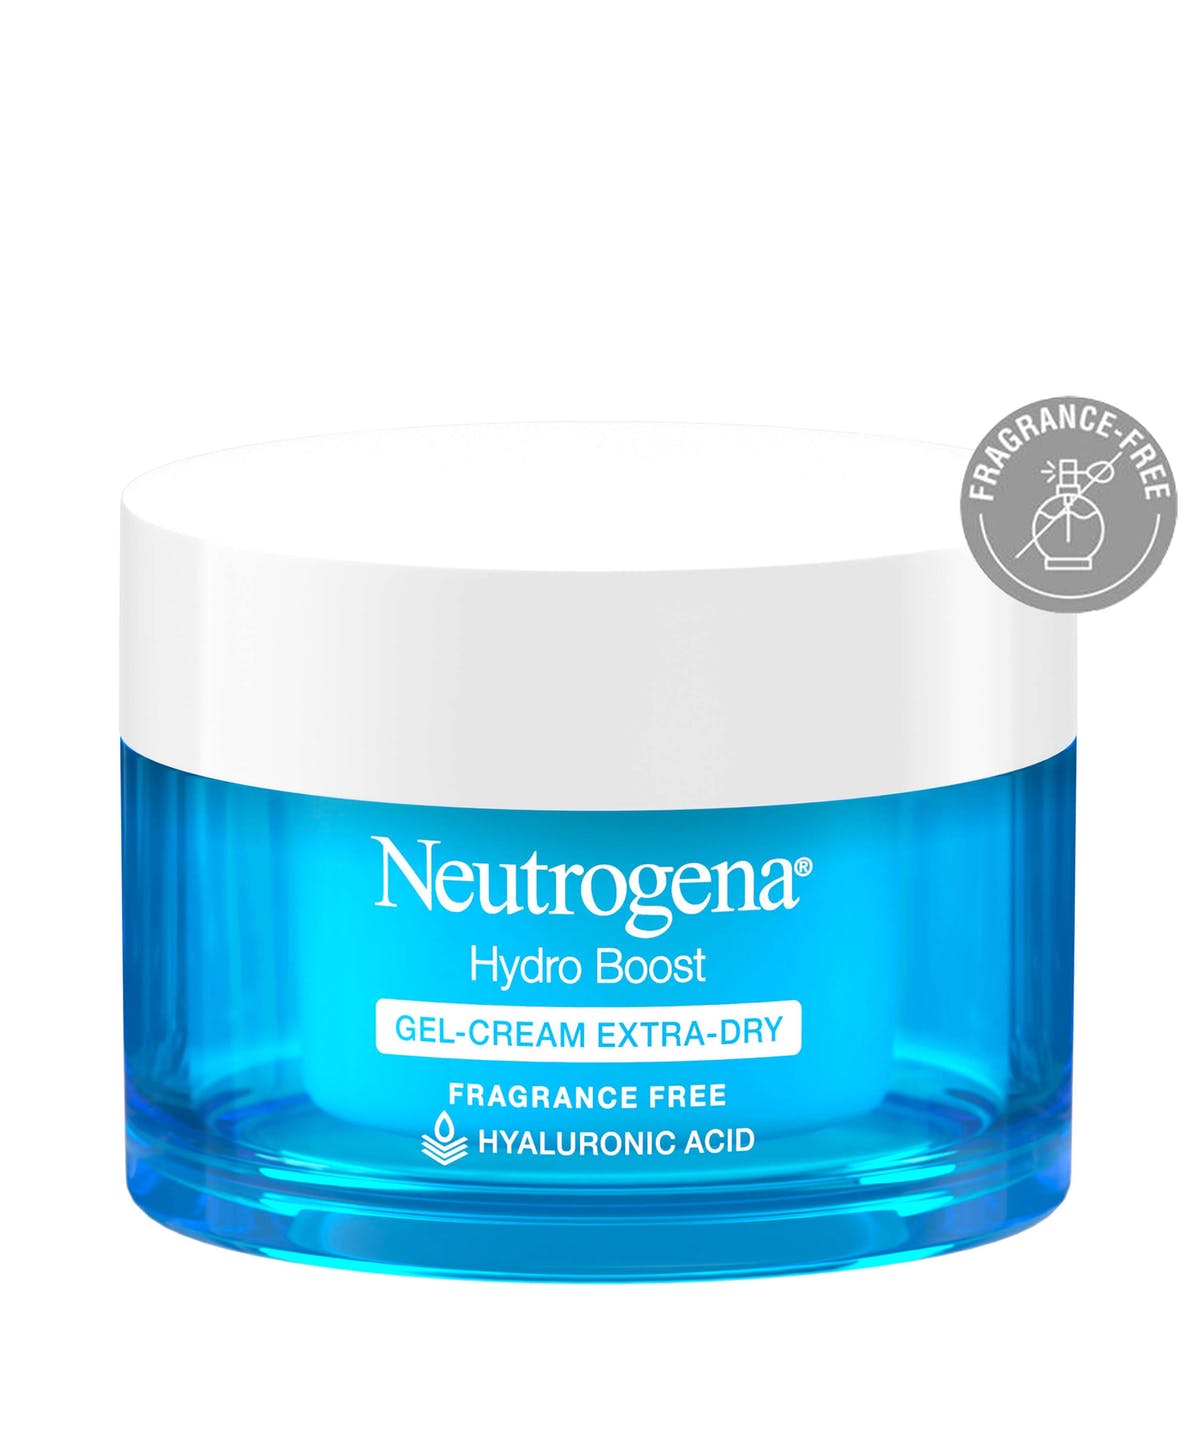 FRAGRANCE-FREE
Neutrogena®
Hydro Boost
GEL-CREAM EXTRA-DRY
FRAGRANCE FREE
HYALURONIC ACID